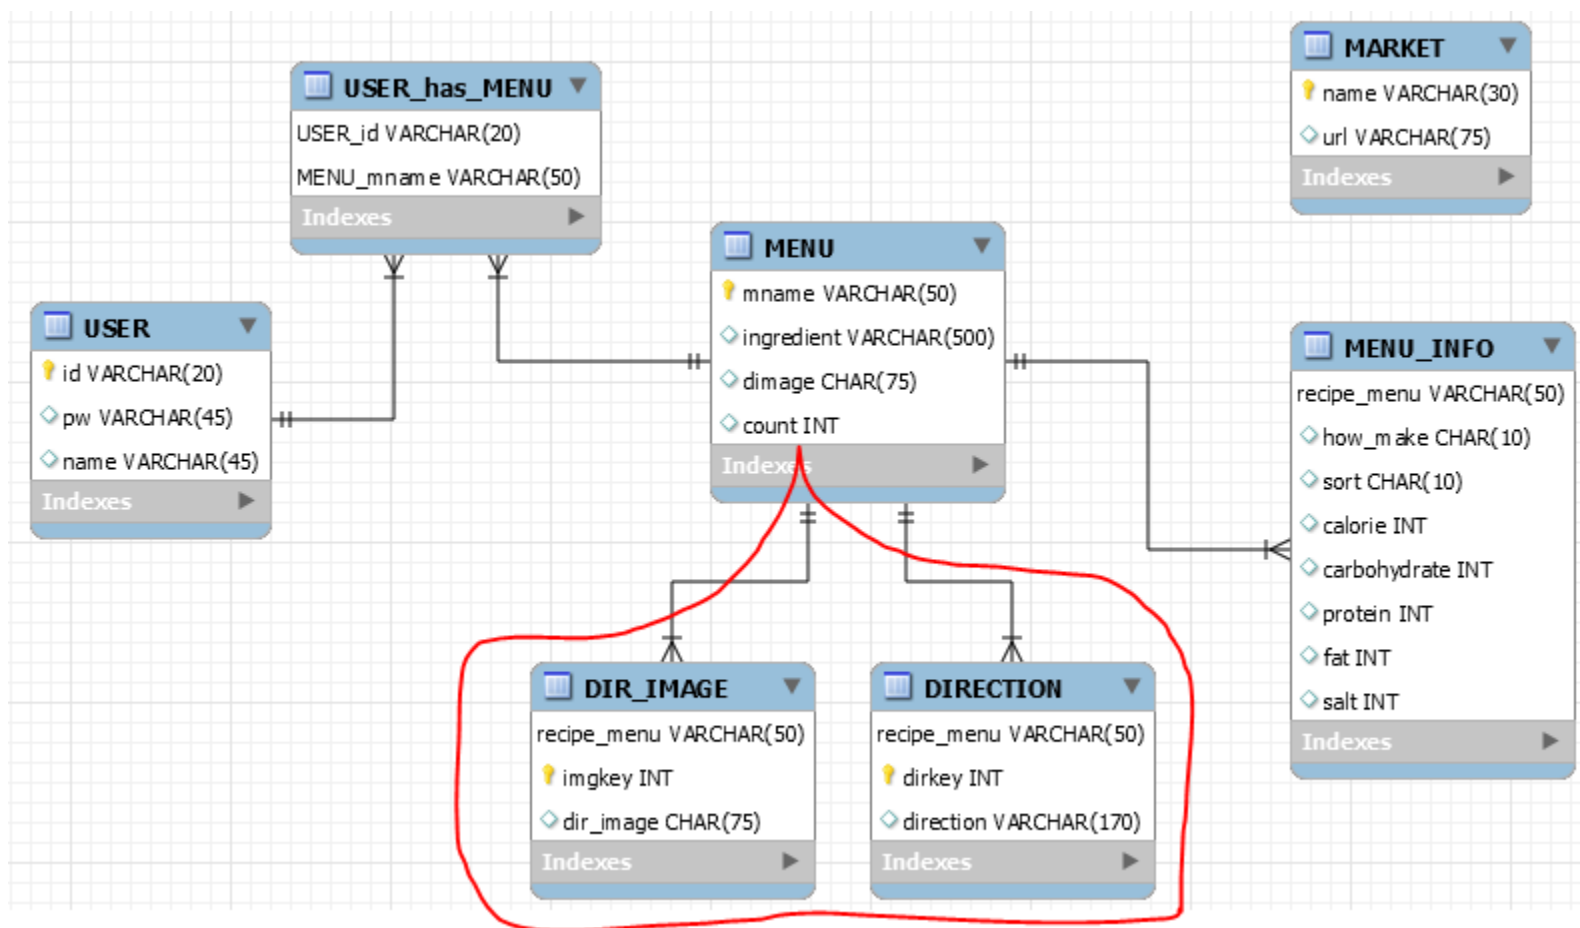 USER_has_MENU
USER_id VARCHAR(20)
MENU_mname VARCHAR(50)
Indexes
MARKET
name VARCHAR(30)
url VARCHAR(75)
Indexes
USER
id VARCHAR(20)
pw VARCHAR(45)
name VARCHAR(45)
Indexes
MENU
mname VARCHAR(50)
ingredient VARCHAR(500)
dimage CHAR(75)
count INT
Indexes
MENU_INFO
recipe_menu VARCHAR(50)
how_make CHAR(10)
sort CHAR(10)
calorie INT
carbohydrate INT
protein INT
fat INT
salt INT
Indexes
DIR_IMAGE
recipe_menu VARCHAR(50)
imgkey INT
dir_image CHAR(75)
Indexes
DIRECTION
recipe_menu VARCHAR(50)
dirkey INT
direction VARCHAR(170)
Indexes